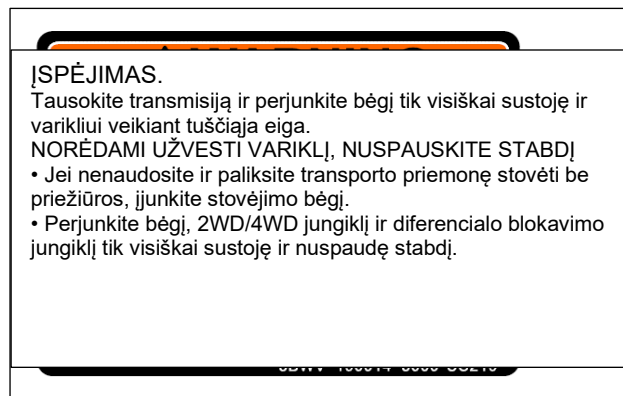 ĮSPĖJIMAS.
Tausokite transmisiją ir perjunkite bėgį tik visiškai sustoję ir
varikliui veikiant tuščiąja eiga.
NORĖDAMI UŽVESTI VARIKLĮ, NUSPAUSKITE STABDĮ
• Jei nenaudosite ir paliksite transporto priemonę stovėti be
priežiūros, įjunkite stovėjimo bėgį.
• Perjunkite bėgį, 2WD/4WD jungiklį ir diferencialo blokavimo
jungiklį tik visiškai sustoję ir nuspaudę stabdį.